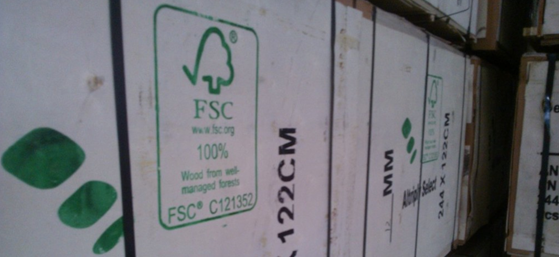 FSC
www.fsc.org
100%
Wood from well-
managed forests
FSC® C121352
X 122CM
MM
Select
244 X 122CM